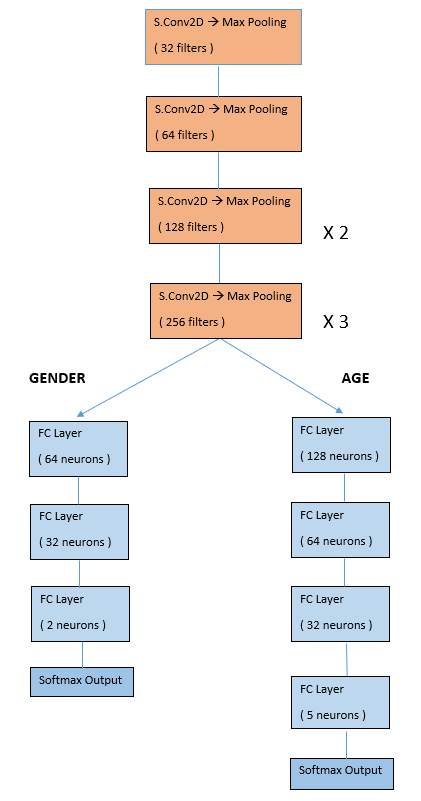 S.Conv2D → Max Pooling
( 32 filters )
S.Conv2D → Max Pooling
( 64 filters )
S.Conv2D → Max Pooling
( 128 filters )
X 2
S.Conv2D → Max Pooling
( 256 filters )
X 3
GENDER
FC Layer
( 64 neurons )
FC Layer
( 32 neurons )
FC Layer
( 2 neurons )
Softmax Output
AGE
FC Layer
( 128 neurons )
FC Layer
( 64 neurons )
FC Layer
( 32 neurons )
FC Layer
( 5 neurons )
Softmax Output